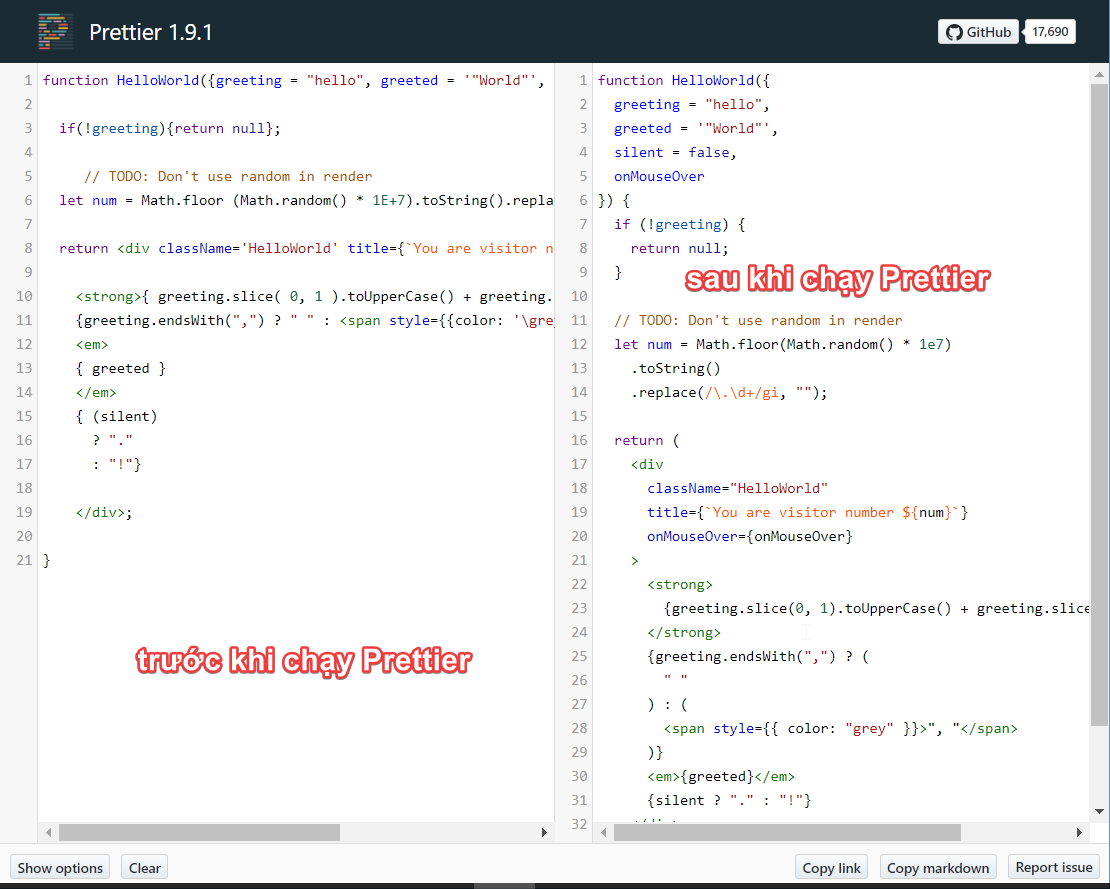 Prettier 1.9.1
GitHub
17,690
1 function HelloWorld({greeting = "hello", greeted = '"World"',
2
3 if(!greeting){return null};
4
5 // TODO: Don't use random in render
6 let num = Math.floor (Math.random() * 1E+7).toString().repla
7
8 return <div className='HelloWorld' title={`You are visitor n
9
10 <strong>{ greeting.slice( 0, 1 ).toUpperCase() + greeting.
11 {greeting.endsWith(",") ? " " : <span style={{color: '\gre
12 <em>
13 { greeted }
14 </em>
15 { (silent)
16 ? "."
17 : "!"}
18
19 </div>;
20
21 }
trước khi chạy Prettier
1 function HelloWorld({
2 greeting = "hello",
3 greeted = '"World"',
4 silent = false,
5 onMouseOver
6 }) {
7 if (!greeting) {
8 return null;
9 }
sau khi chạy Prettier
10
11 // TODO: Don't use random in render
12 let num = Math.floor(Math.random() * 1e7)
13 .toString()
14 .replace(/\.\d+/gi, "");
15
16 return (
17 <div
18 className="HelloWorld"
19 title={`You are visitor number ${num}`}
20 onMouseOver={onMouseOver}
21 >
22 <strong>
23 {greeting.slice(0, 1).toUpperCase() + greeting.slice
24 </strong>
25 {greeting.endsWith(",") ? (
26 " "
27 ) : (
28 <span style={{ color: "grey" }}>", "</span>
29 )}
30 <em>{greeted}</em>
31 {silent ? "." : "!"}
32 </div>
Show options
Clear
Copy link
Copy markdown
Report issue